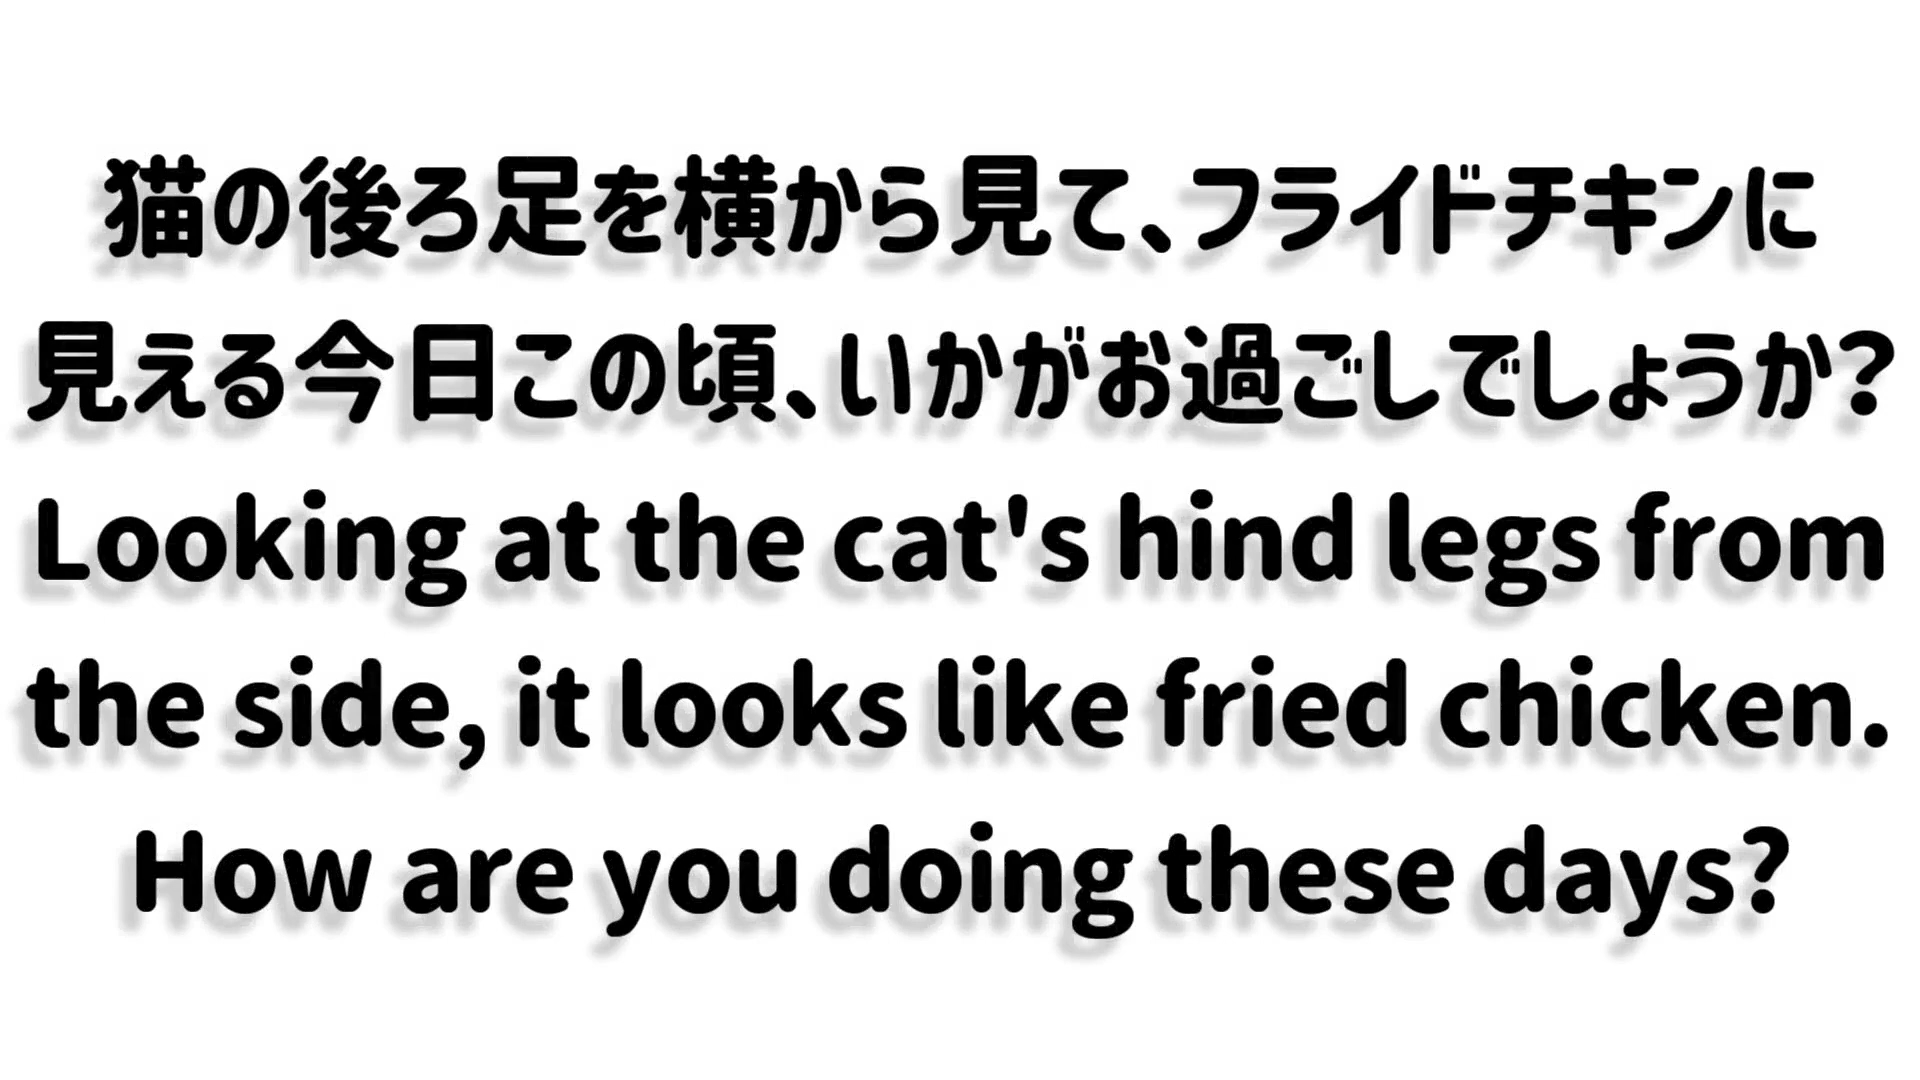 猫の後ろ足を横から見て、フライドチキンに
見える今日この頃、いかがお過ごしでしょうか？
Looking at the cat's hind legs from
the side, it looks like fried chicken.
How are you doing these days?